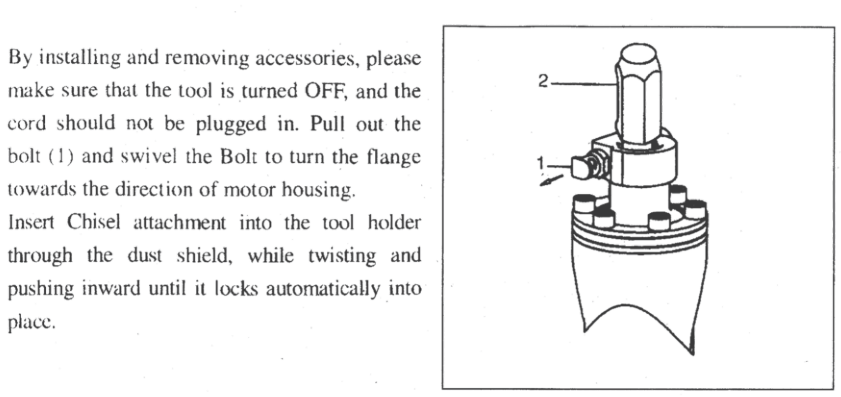 By installing and removing accessories, please
make sure that the tool is turned OFF, and the
cord should not be plugged in. Pull out the
bolt (1) and swivel the Bolt to turn the flange
towards the direction of motor housing.
Insert Chisel attachment into the tool holder
through the dust shield, while twisting and
pushing inward until it locks automatically into
place.
2
1